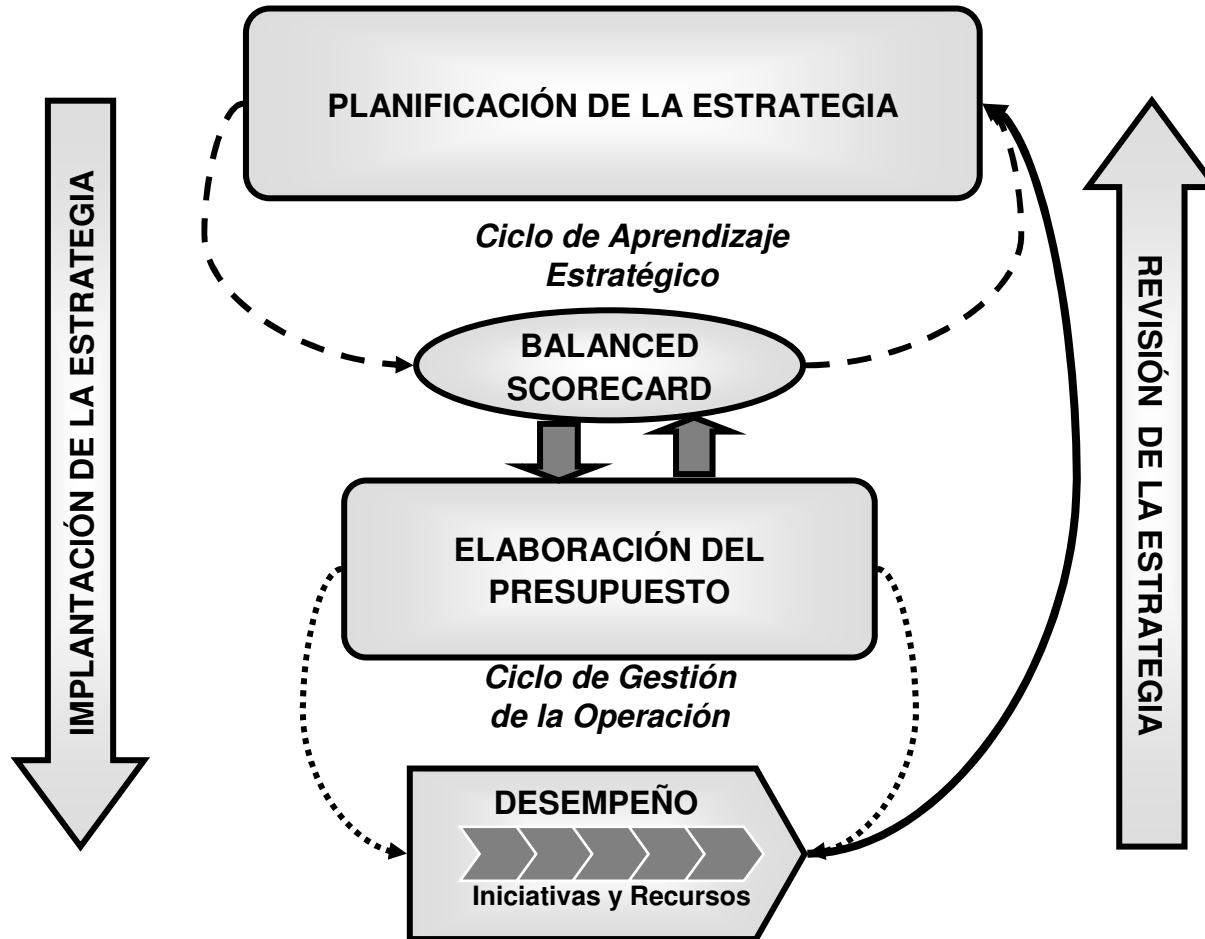 PLANIFICACIÓN DE LA ESTRATEGIA
IMPLANTACIÓN DE LA ESTRATEGIA
Ciclo de Aprendizaje
Estratégico
REVISIÓN DE LA ESTRATEGIA
BALANCED
SCORECARD
ELABORACIÓN DEL
PRESUPUESTO
Ciclo de Gestión
de la Operación
DESEMPEÑO
Iniciativas y Recursos